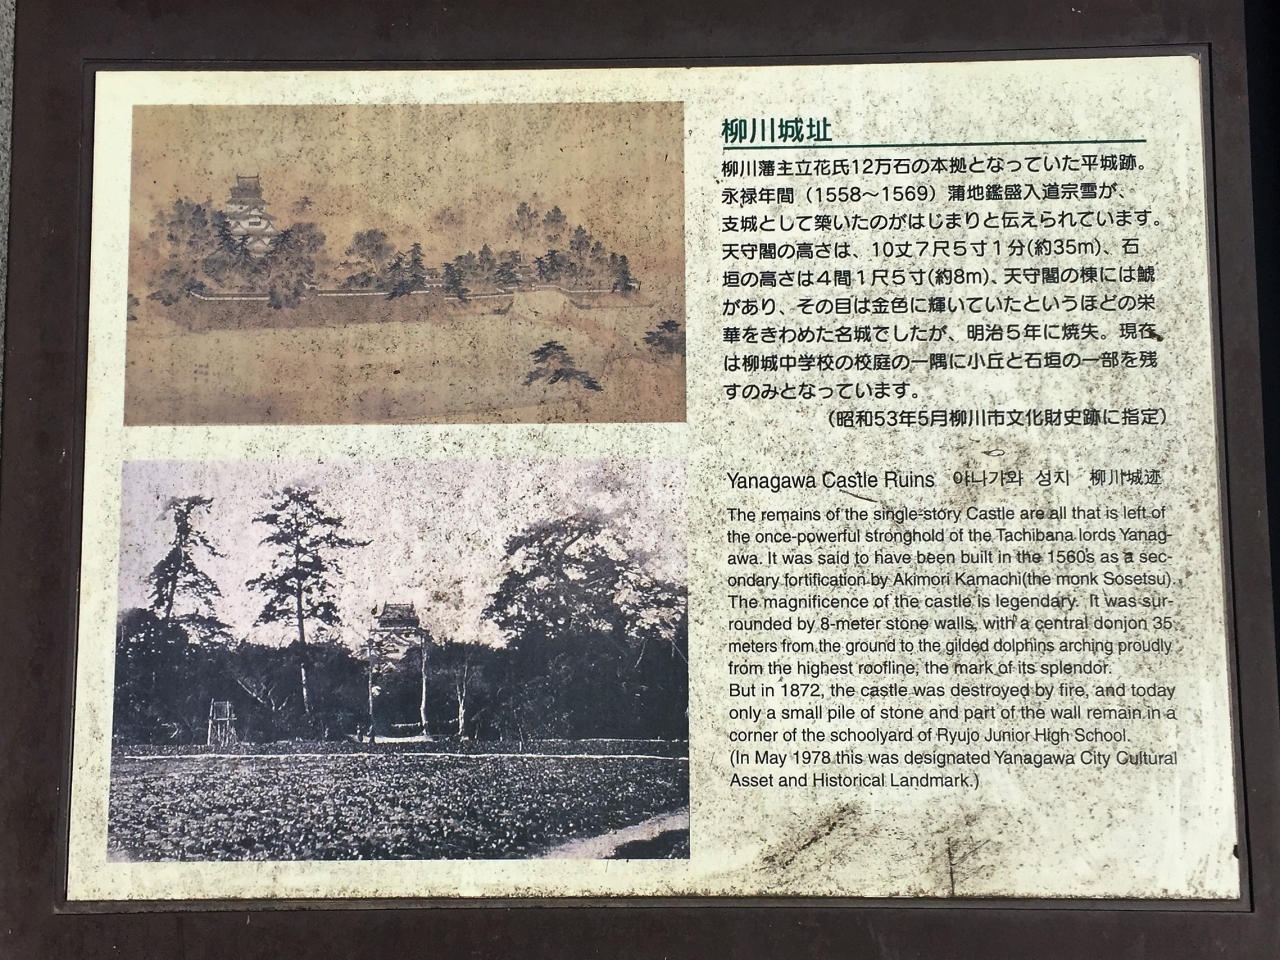 柳川城址
柳川藩主立花氏12万石の本拠となっていた平城跡。
永禄年間（1558～1569）蒲地鑑盛入道宗雪が、
支城として築いたのがはじまりと伝えられています。
天守閣の高さは、10丈7尺5寸1分(約35m)、石
垣の高さは4間1尺5寸(約8m)、天守閣の棟には鯱
があり、その目は金色に輝いていたというほどの栄
華をきわめた名城でしたが、明治5年に焼失。現在
は柳城中学校の校庭の一隅に小丘と石垣の一部を残
すのみとなっています。
（昭和53年5月柳川市文化財史跡に指定）
Yanagawa Castle Ruins 야나가와 성지 柳川城迹
The remains of the single-story Castle are all that is left of
the once-powerful stronghold of the Tachibana lords Yanag-
awa. It was said to have been built in the 1560s as a sec-
ondary fortification by Akimori Kamachi(the monk Sosetsu).
The magnificence of the castle is legendary. It was sur-
rounded by 8-meter stone walls, with a central donjon 35
meters from the ground to the gilded dolphins arching proudly
from the highest roofline, the mark of its splendor.
But in 1872, the castle was destroyed by fire, and today
only a small pile of stone and part of the wall remain in a
corner of the schoolyard of Ryujo Junior High School.
(In May 1978 this was designated Yanagawa City Cultural
Asset and Historical Landmark.)